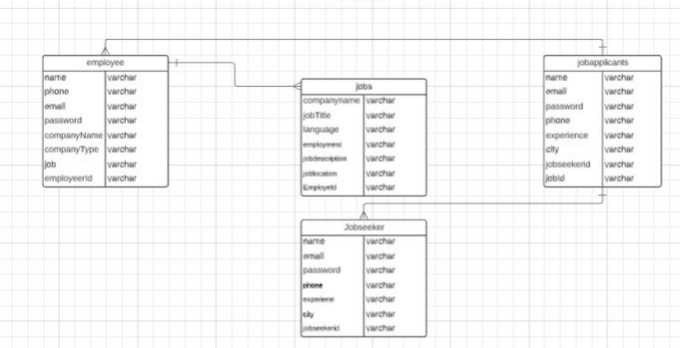 employee
name varchar
phone varchar
email varchar
password varchar
companyName varchar
companyType varchar
job varchar
employeerId varchar
jobs
companyname varchar
jobTitle varchar
language varchar
employment varchar
jobdescription varchar
joblocation varchar
EmployeId varchar
jobapplicants
name varchar
email varchar
password varchar
phone varchar
experience varchar
city varchar
jobseekerid varchar
jobid varchar
Jobseeker
name varchar
email varchar
password varchar
phone varchar
experiene varchar
city varchar
jobseekerid varchar